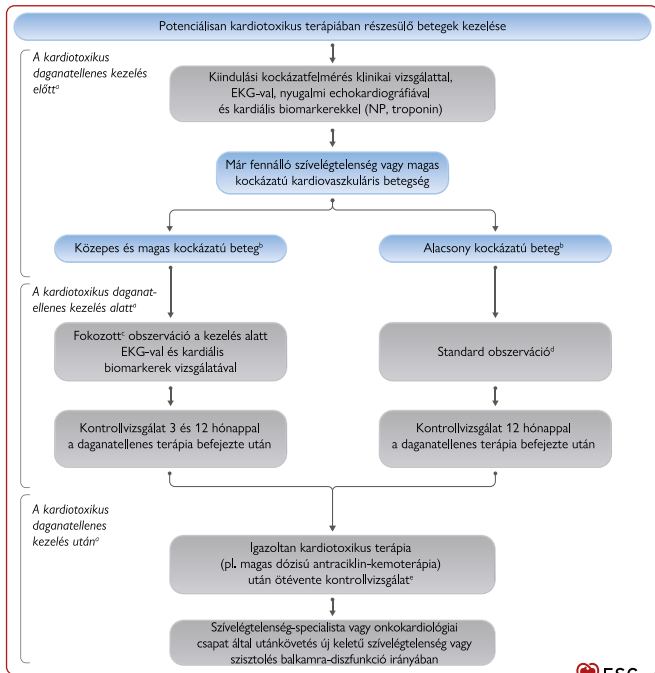 Potenciálisan kardiotoxikus terápiában részesülő betegek kezelése
A kardiotoxikus
daganatellenes kezelés
előttᵃ
Kiindulási kockázatfelmérés klinikai vizsgálattal,
EKG-val, nyugalmi echokardiográfiával
és kardiális biomarkerekkel (NP, troponin)
Már fennálló szívelégtelenség vagy magas
kockázatú kardiovaszkuláris betegség
Közepes és magas kockázatú betegᵇ
Alacsony kockázatú betegᵇ
A kardiotoxikus daganat-
ellenes kezelés alattᵃ
Fokozottᶜ obszerváció a kezelés alatt
EKG-val és kardiális
biomarkerek vizsgálatával
Standard obszervációᵈ
Kontrollvizsgálat 3 és 12 hónappal
a daganatellenes terápia befejezte után
Kontrollvizsgálat 12 hónappal
a daganatellenes terápia befejezte után
A kardiotoxikus
daganatellenes
kezelés utánᵃ
Igazoltan kardiotoxikus terápia
(pl. magas dózisú antraciklin-kemoterápia)
után ötévente kontrollvizsgálatᵉ
Szívelégtelenség-specialista vagy onkokardiológiai
csapat által utánkövetés új keletű szívelégtelenség vagy
szisztolés balkamra-diszfunkció irányában
ESC